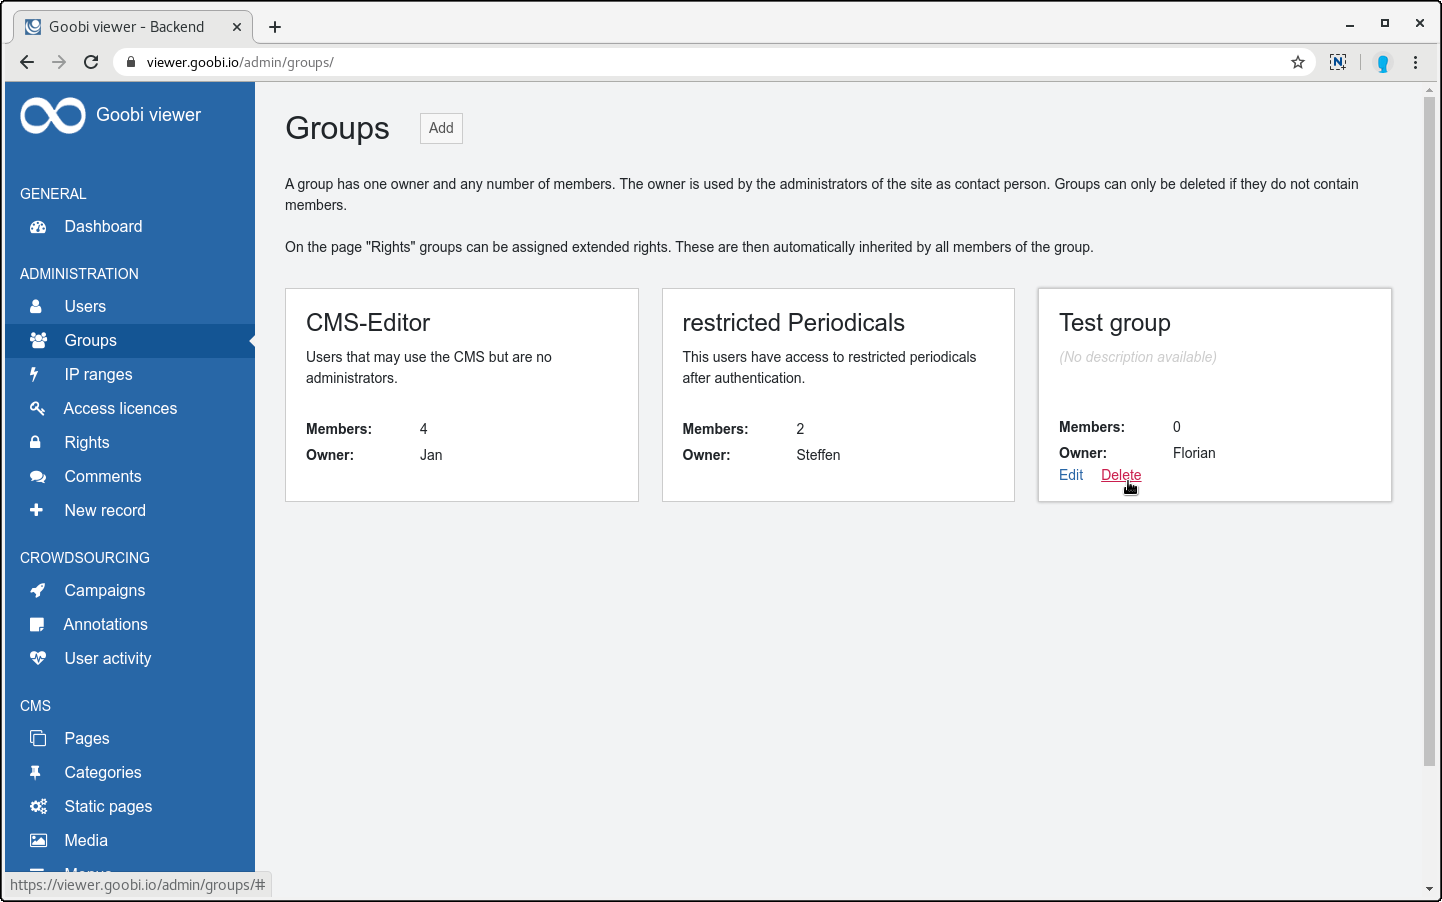 Goobi viewer - Backend
viewer.goobi.io/admin/groups/
Goobi viewer
GENERAL
Dashboard
ADMINISTRATION
Users
Groups
IP ranges
Access licences
Rights
Comments
New record
CROWDSOURCING
Campaigns
Annotations
User activity
CMS
Pages
Categories
Static pages
Media
https://viewer.goobi.io/admin/groups/#
Groups
Add
A group has one owner and any number of members. The owner is used by the administrators of the site as contact person. Groups can only be deleted if they do not contain
members.
On the page "Rights" groups can be assigned extended rights. These are then automatically inherited by all members of the group.
CMS-Editor
Users that may use the CMS but are no
administrators.
Members: 4
Owner: Jan
restricted Periodicals
This users have access to restricted periodicals
after authentication.
Members: 2
Owner: Steffen
Test group
(No description available)
Members: 0
Owner: Florian
Edit Delete